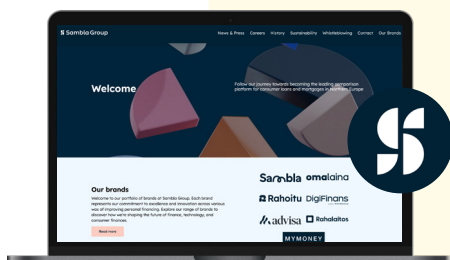 Sambla Group
News & Press Careers History Sustainability Whistleblowing Contact Our Brands
Welcome
Follow our journey towards becoming the leading comparison
platform for consumer loans and mortgages in Northern Europe
Our brands
Welcome to our portfolio of brands at Sambla Group. Each brand
represents our commitment to excellence and innovation across various
ways of improving personal financing. Explore our range of brands to
discover how we're shaping the future of finance, technology, and
consumer finances.
Read more
Sambla omalaina
Rahoitu DigiFinans
advisa Rahalaitos
MYMONEY